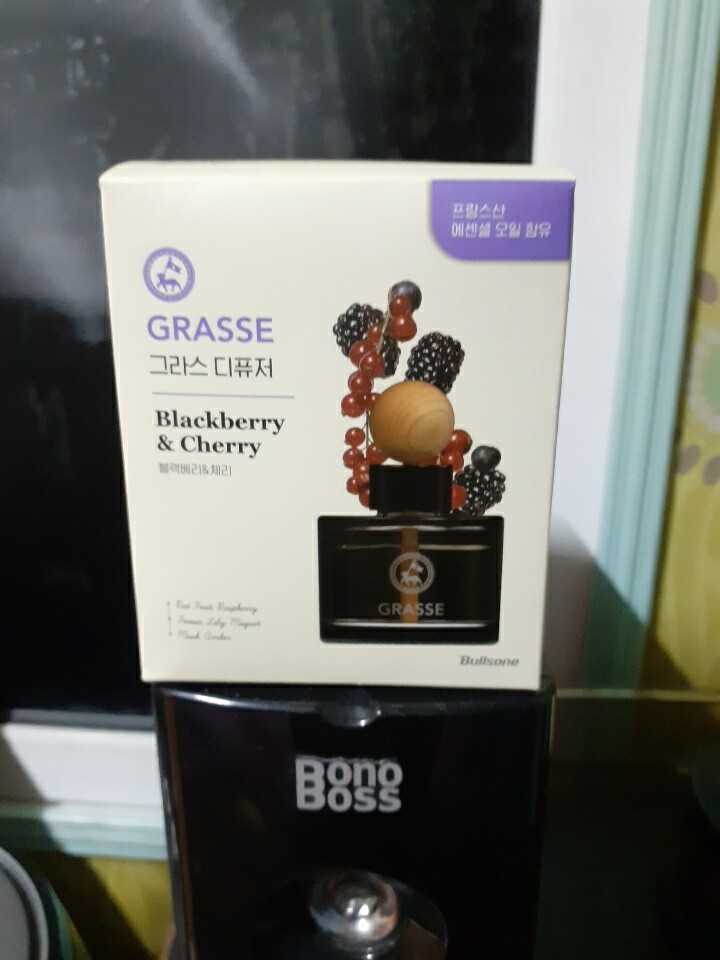 프랑스산
에센셜 오일 함유
GRASSE
그라스 디퓨저
Blackberry
& Cherry
블랙베리&체리
Red Fruit, Raspberry
Freesia, Lily, Muguet
Musk, Amber
GRASSE
Bullsone
BONO
BOSS